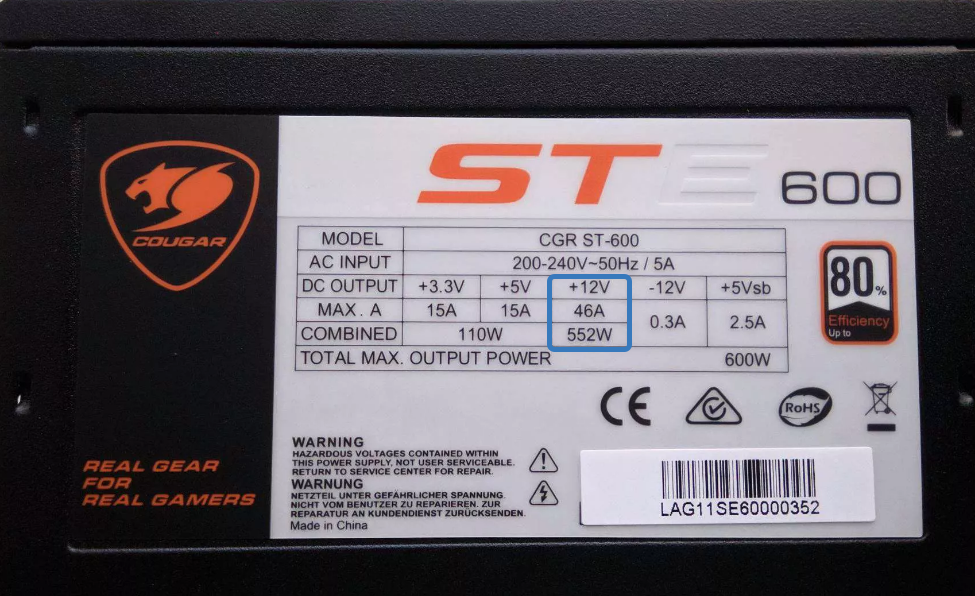 STE 600
COUGAR
MODEL CGR ST-600
AC INPUT 200-240V~50Hz / 5A
DC OUTPUT +3.3V +5V +12V -12V +5Vsb
MAX. A 15A 15A 46A 0.3A 2.5A
COMBINED 110W 552W
TOTAL MAX. OUTPUT POWER 600W
80%
Efficiency
Up to
CE RoHS
REAL GEAR
FOR
REAL GAMERS
WARNING
HAZARDOUS VOLTAGES CONTAINED WITHIN
THIS POWER SUPPLY, NOT USER SERVICEABLE.
RETURN TO SERVICE CENTER FOR REPAIR.
WARNUNG
NETZTEIL UNTER GEFÄHRLICHER SPANNUNG.
NICHT VOM BENUTZER ZU REPARIEREN. ZUR
REPARATUR AN KUNDENDIENST ZURÜCKSENDEN.
Made in China
LAG11SE60000352